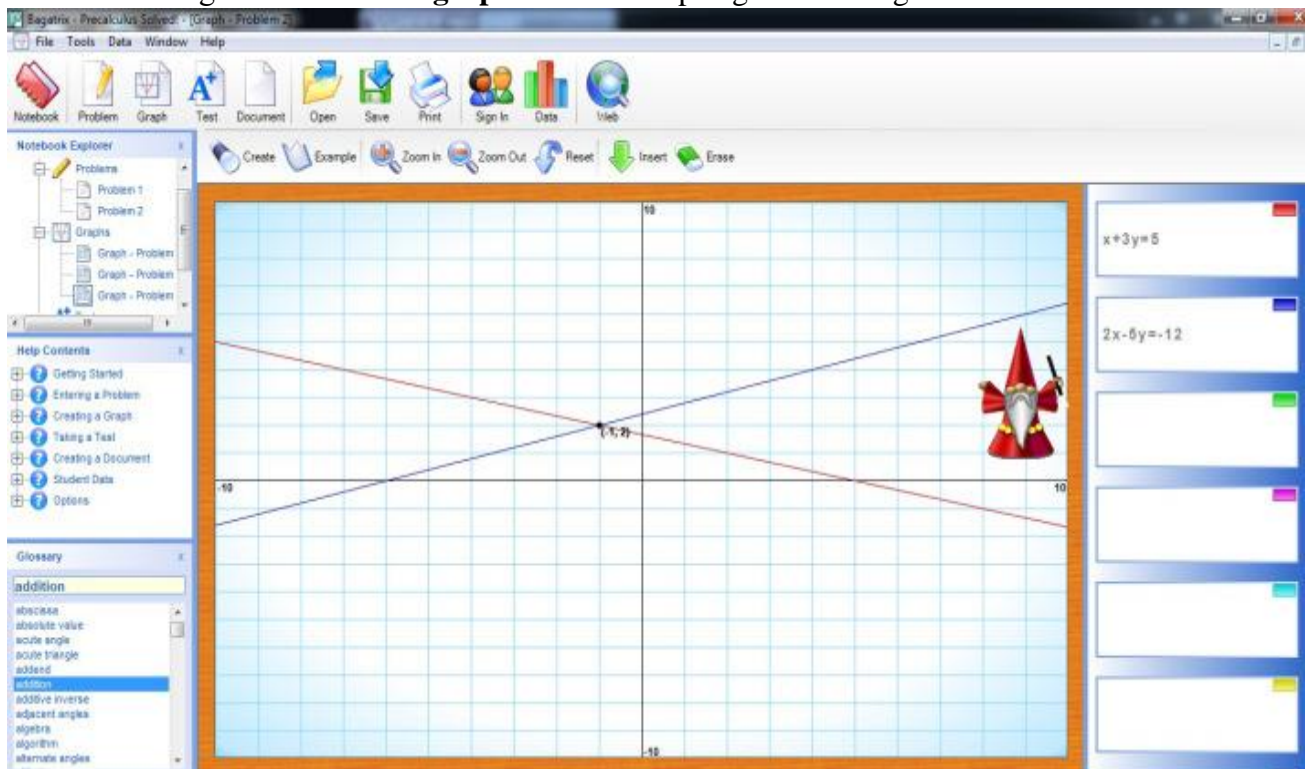 Bagatrix - Precalculus Solved! - [Graph - Problem 2]
File Tools Data Window Help
Notebook Problem Graph Test Document Open Save Print Sign In Data Web
Notebook Explorer
Problems
Problem 1
Problem 2
Graphs
Graph - Problem
Graph - Problem
Graph - Problem
Help Contents
Getting Started
Entering a Problem
Creating a Graph
Taking a Test
Creating a Document
Student Data
Options
Glossary
addition
abscissa
absolute value
acute angle
acute triangle
addend
addition
additive inverse
adjacent angles
algebra
algorithm
alternate angles
Create Example Zoom In Zoom Out Reset Insert Erase
10
(-1, 2)
-10
10
-10
x+3y=5
2x-5y=-12